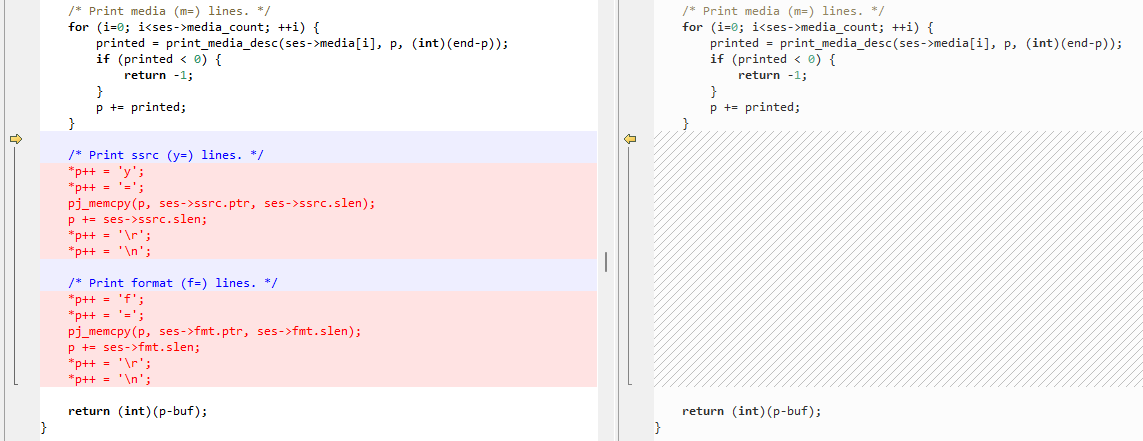 /* Print media (m=) lines. */
for (i=0; i<ses->media_count; ++i) {
    printed = print_media_desc(ses->media[i], p, (int)(end-p));
    if (printed < 0) {
        return -1;
    }
    p += printed;
}
/* Print ssrc (y=) lines. */
*p++ = 'y';
*p++ = '=';
pj_memcpy(p, ses->ssrc.ptr, ses->ssrc.slen);
p += ses->ssrc.slen;
*p++ = '\r';
*p++ = '\n';
/* Print format (f=) lines. */
*p++ = 'f';
*p++ = '=';
pj_memcpy(p, ses->fmt.ptr, ses->fmt.slen);
p += ses->fmt.slen;
*p++ = '\r';
*p++ = '\n';
return (int)(p-buf);
}
/* Print media (m=) lines. */
for (i=0; i<ses->media_count; ++i) {
    printed = print_media_desc(ses->media[i], p, (int)(end-p));
    if (printed < 0) {
        return -1;
    }
    p += printed;
}
return (int)(p-buf);
}